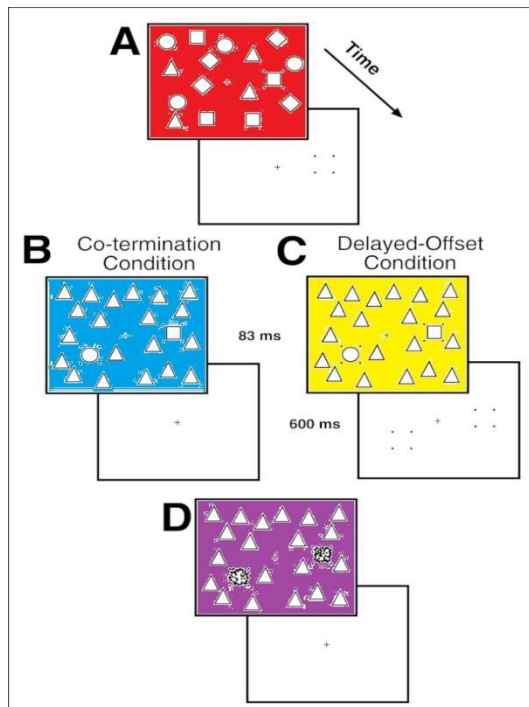 A
Time
B
Co-termination
Condition
C
Delayed-Offset
Condition
83 ms
600 ms
D